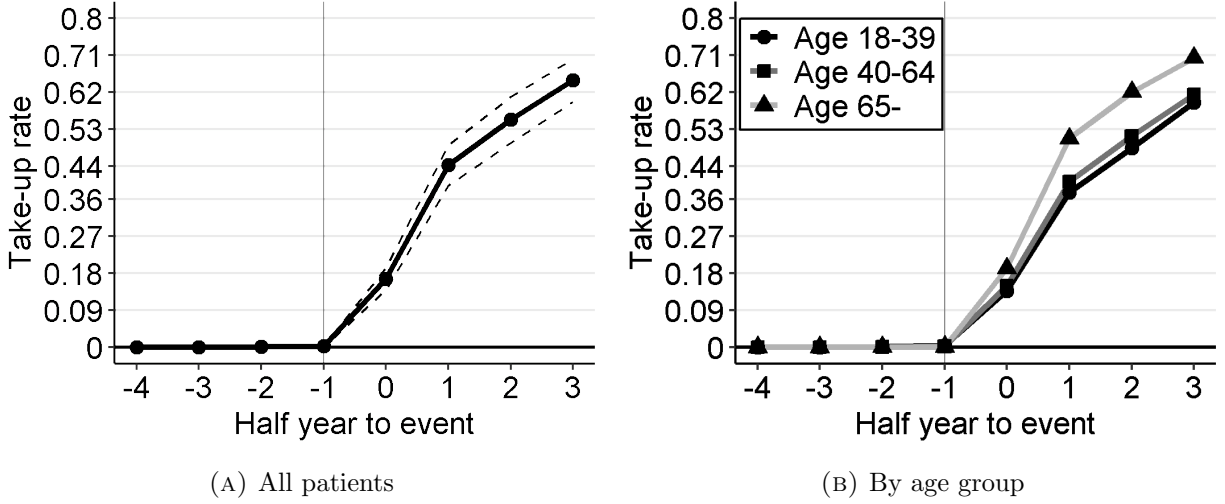 0.8
0.71
0.62
0.53
0.44
0.36
0.27
0.18
0.09
0
Take-up rate
-4 -3 -2 -1 0 1 2 3
Half year to event
(A) All patients
0.8
0.71
0.62
0.53
0.44
0.36
0.27
0.18
0.09
0
Take-up rate
Age 18-39
Age 40-64
Age 65-
-4 -3 -2 -1 0 1 2 3
Half year to event
(B) By age group